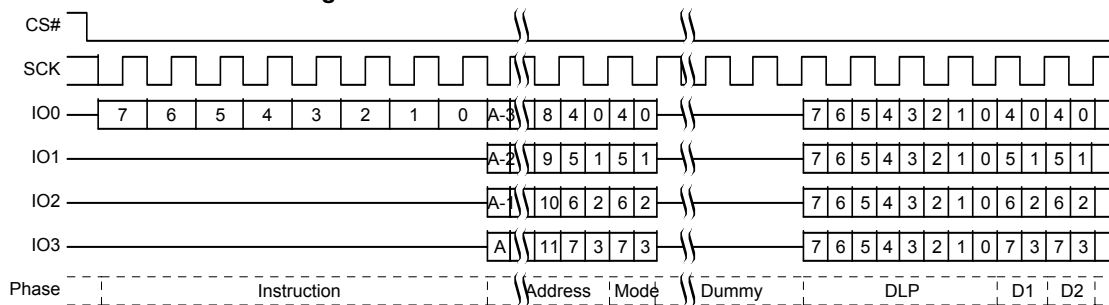 CS#
SCK
IO0 7 6 5 4 3 2 1 0 A-3 8 4 0 4 0 7 6 5 4 3 2 1 0 4 0 4 0
IO1 A-2 9 5 1 5 1 7 6 5 4 3 2 1 0 5 1 5 1
IO2 A-1 10 6 2 6 2 7 6 5 4 3 2 1 0 6 2 6 2
IO3 A 11 7 3 7 3 7 6 5 4 3 2 1 0 7 3 7 3
Phase Instruction Address Mode Dummy DLP D1 D2